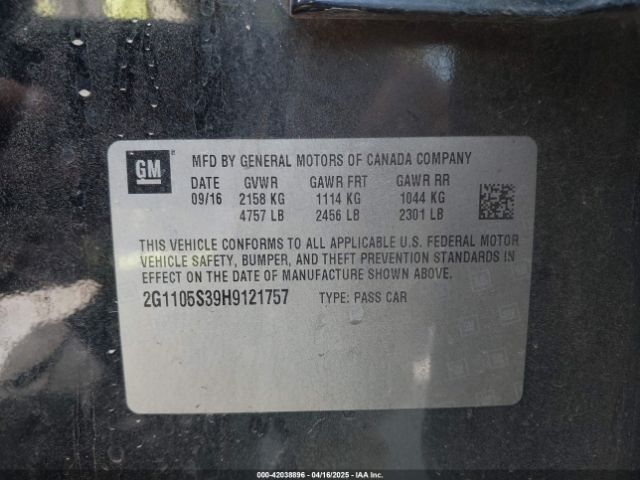 GM
MFD BY GENERAL MOTORS OF CANADA COMPANY
DATE GVWR GAWR FRT GAWR RR
09/16 2158 KG 1114 KG 1044 KG
4757 LB 2456 LB 2301 LB
THIS VEHICLE CONFORMS TO ALL APPLICABLE U.S. FEDERAL MOTOR
VEHICLE SAFETY, BUMPER, AND THEFT PREVENTION STANDARDS IN
EFFECT ON THE DATE OF MANUFACTURE SHOWN ABOVE.
2G1105S39H9121757 TYPE: PASS CAR
000-42038896 - 04/16/2025 - IAA Inc.